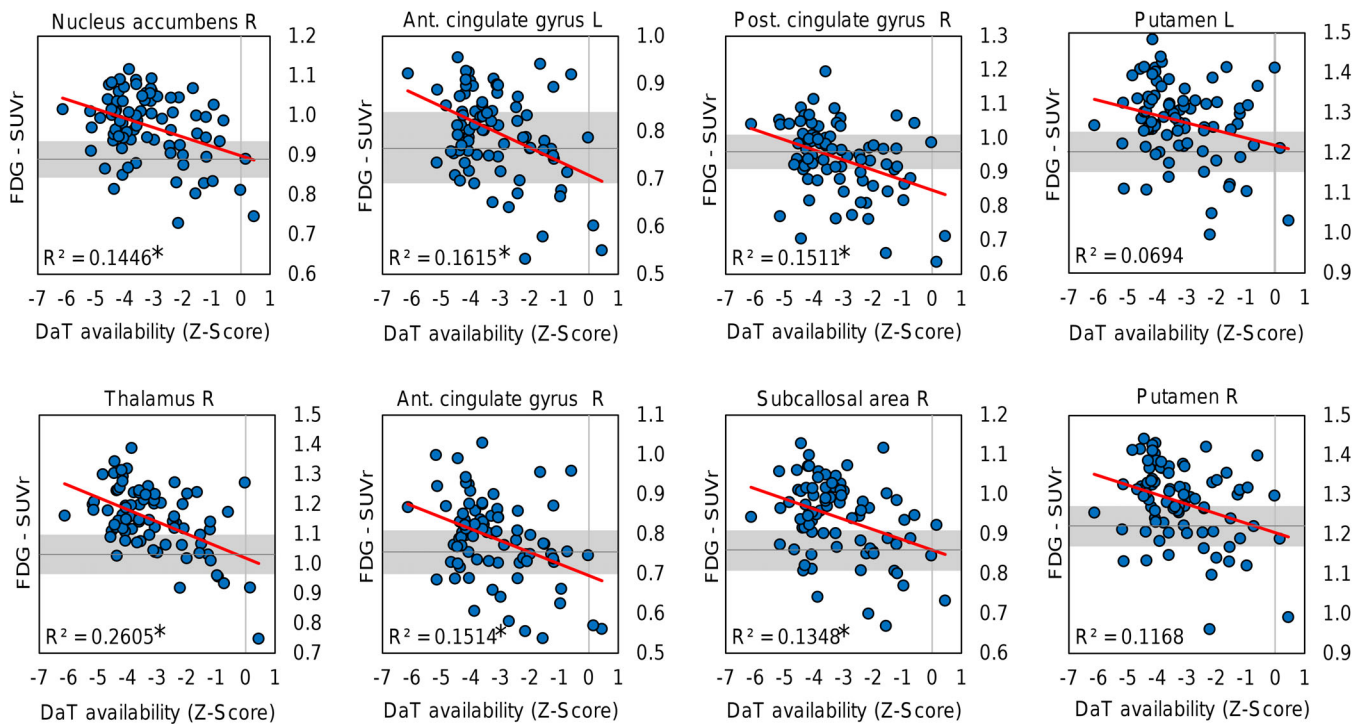 Nucleus accumbens R
FDG - SUVr
1.2
1.1
1.0
0.9
0.8
0.7
0.6
R² = 0.1446*
-7 -6 -5 -4 -3 -2 -1 0 1
DaT availability (Z-Score)
Ant. cingulate gyrus L
FDG - SUVr
1.0
0.9
0.8
0.7
0.6
0.5
R² = 0.1615*
-7 -6 -5 -4 -3 -2 -1 0 1
DaT availability (Z-Score)
Post. cingulate gyrus R
FDG - SUVr
1.3
1.2
1.1
1.0
0.9
0.8
0.7
0.6
R² = 0.1511*
-7 -6 -5 -4 -3 -2 -1 0 1
DaT availability (Z-Score)
Putamen L
FDG - SUVr
1.5
1.4
1.3
1.2
1.1
1.0
0.9
R² = 0.0694
-7 -6 -5 -4 -3 -2 -1 0 1
DaT availability (Z-Score)
Thalamus R
FDG - SUVr
1.5
1.4
1.3
1.2
1.1
1.0
0.9
0.8
0.7
R² = 0.2605*
-7 -6 -5 -4 -3 -2 -1 0 1
DaT availability (Z-Score)
Ant. cingulate gyrus R
FDG - SUVr
1.1
1.0
0.9
0.8
0.7
0.6
0.5
R² = 0.1514*
-7 -6 -5 -4 -3 -2 -1 0 1
DaT availability (Z-Score)
Subcallosal area R
FDG - SUVr
1.2
1.1
1.0
0.9
0.8
0.7
0.6
R² = 0.1348*
-7 -6 -5 -4 -3 -2 -1 0 1
DaT availability (Z-Score)
Putamen R
FDG - SUVr
1.5
1.4
1.3
1.2
1.1
1.0
0.9
R² = 0.1168
-7 -6 -5 -4 -3 -2 -1 0 1
DaT availability (Z-Score)